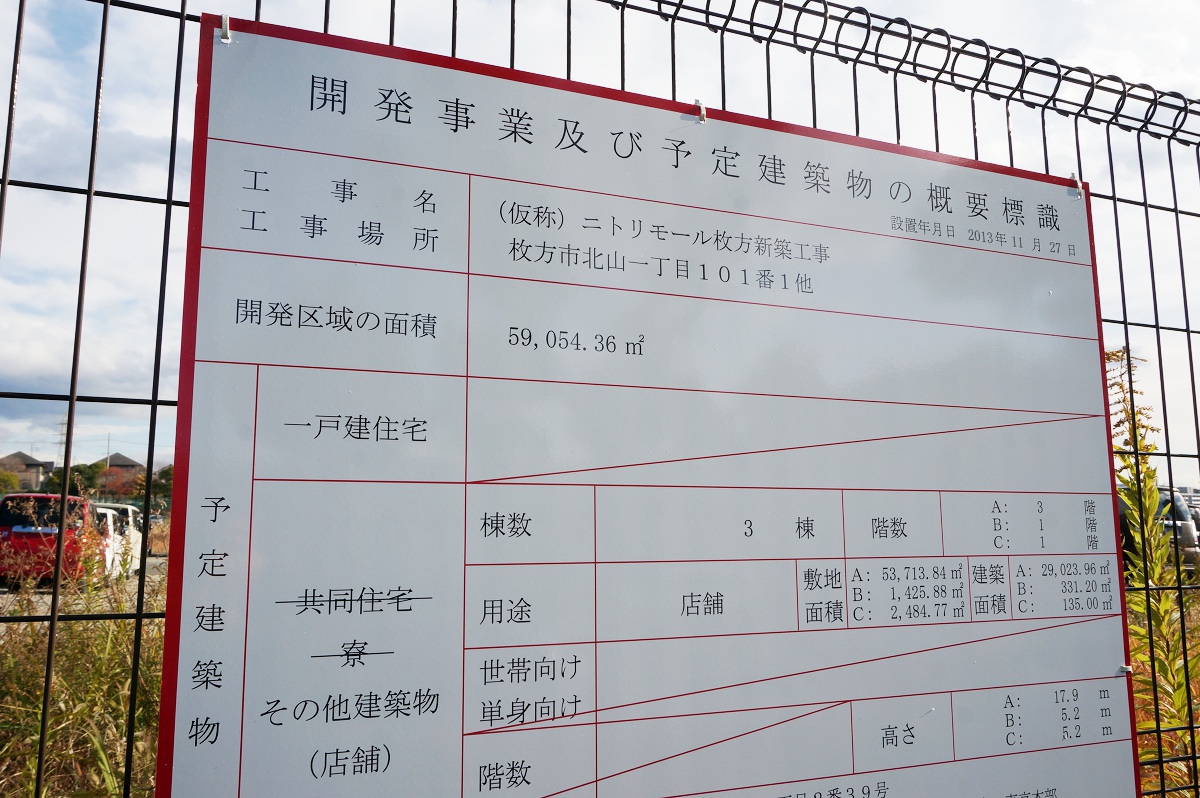 開発事業及び予定建築物の概要標識
設置年月日 2013年11月27日
工事名 (仮称)ニトリモール枚方新築工事
工事場所 枚方市北山一丁目101番1他
開発区域の面積 59,054.36 ㎡
予定建築物
一戸建住宅
共同住宅
寮
その他建築物
(店舗)
棟数 3 棟
階数
A: 3 階
B: 1 階
C: 1 階
用途 店舗
敷地面積
A: 53,713.84 ㎡
B: 1,425.88 ㎡
C: 2,484.77 ㎡
建築面積
A: 29,023.96 ㎡
B: 331.20 ㎡
C: 135.00 ㎡
世帯向け
単身向け
階数
高さ
A: 17.9 m
B: 5.2 m
C: 5.2 m
番39号